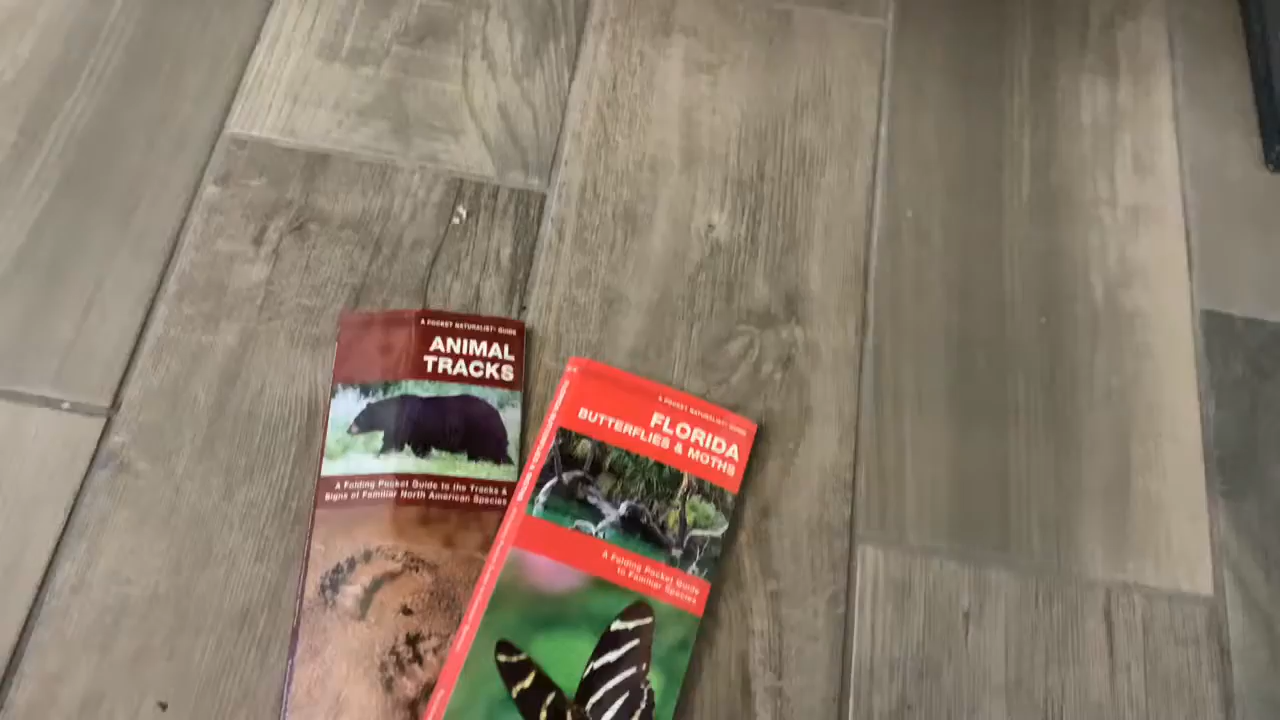 A POCKET NATURALIST® GUIDE
ANIMAL
TRACKS
A Folding Pocket Guide to the Tracks &
Signs of Familiar North American Species
A POCKET NATURALIST® GUIDE
FLORIDA
BUTTERFLIES & MOTHS
A Folding Pocket Guide
to Familiar Species